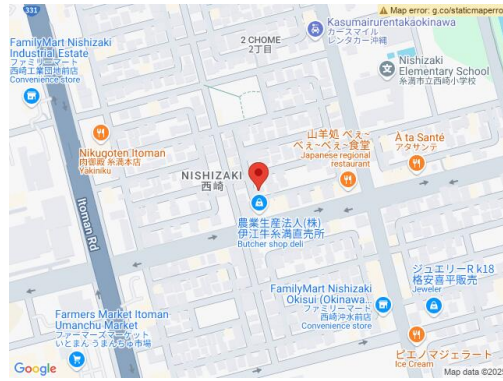 331
Map error: g.co/staticmaperro
FamilyMart Nishizaki
Industrial Estate
ファミリーマート
西崎工業団地前店
Convenience store
2 CHOME
2丁目
Kasumairurentakaokinawa
カースマイル
レンタカー沖縄
Nishizaki
Elementary School
糸満市立西崎小学校
Nikugoten Itoman
肉御殿 糸満本店
Yakiniku
山羊処 べぇ~
べぇ~べぇ~食堂
Japanese regional
restaurant
À ta Santé
アタサンテ
NISHIZAKI
西崎
農業生産法人(株)
伊江牛糸満直売所
Butcher shop deli
Itoman Rd
FamilyMart Nishizaki
Okisui (Okinawa...
ファミリーマート
西崎沖水前店
Convenience store
ジュエリーR k18
格安喜平販売
Jeweler
Farmers Market Itoman
Umanchu Market
ファーマーズマーケット
いとまん うまんちゅ市場
ピエノマジェラート
Ice Cream
Google
Map data ©2025